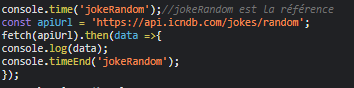 console.time('jokeRandom');//jokeRandom est la référence
const apiUrl = 'https://api.icndb.com/jokes/random';
fetch(apiUrl).then(data =>{
console.log(data);
console.timeEnd('jokeRandom');
});